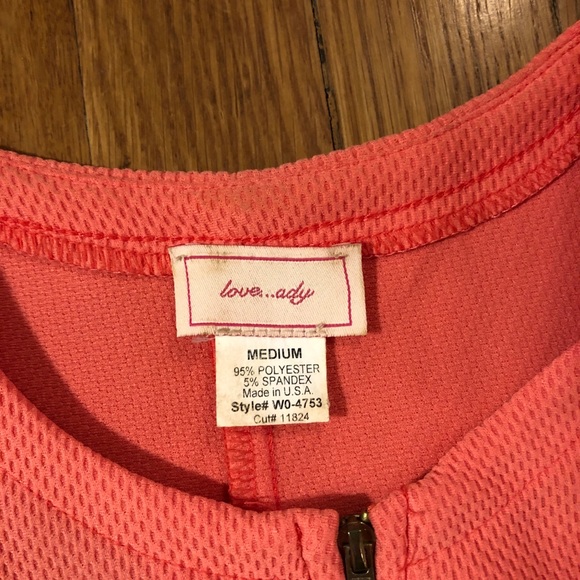 love...ady
MEDIUM
95% POLYESTER
5% SPANDEX
Made in U.S.A.
Style# W0-4753
Cut# 11824